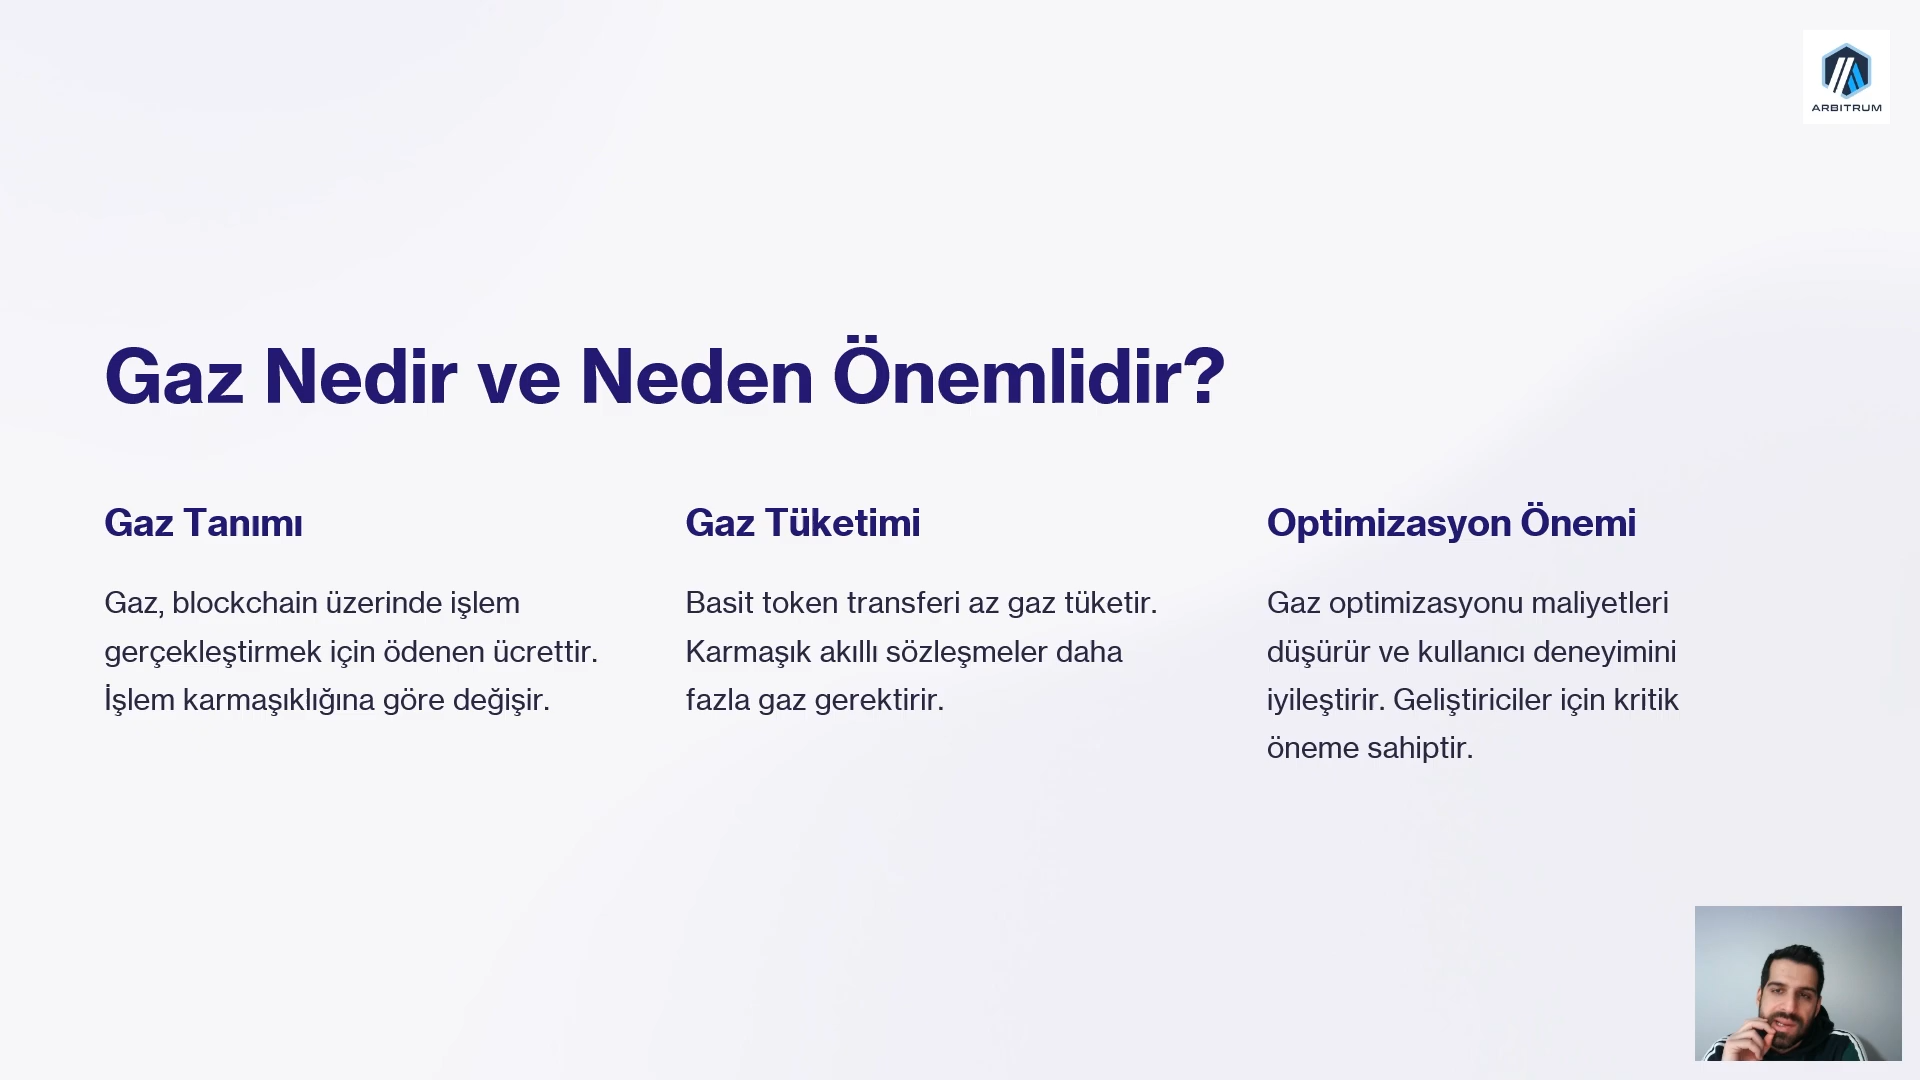 ARBITRUM
Gaz Nedir ve Neden Önemlidir?
Gaz Tanımı
Gaz, blockchain üzerinde işlem
gerçekleştirmek için ödenen ücrettir.
İşlem karmaşıklığına göre değişir.
Gaz Tüketimi
Basit token transferi az gaz tüketir.
Karmaşık akıllı sözleşmeler daha
fazla gaz gerektirir.
Optimizasyon Önemi
Gaz optimizasyonu maliyetleri
düşürür ve kullanıcı deneyimini
iyileştirir. Geliştiriciler için kritik
öneme sahiptir.